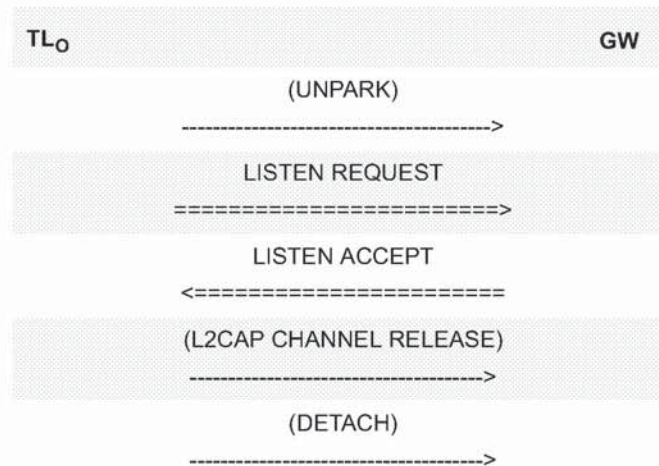 TLO GW
(UNPARK)
--------------------------------------->
LISTEN REQUEST
========================>
LISTEN ACCEPT
<=======================
(L2CAP CHANNEL RELEASE)
------------------------------------->
(DETACH)
-------------------------------------->